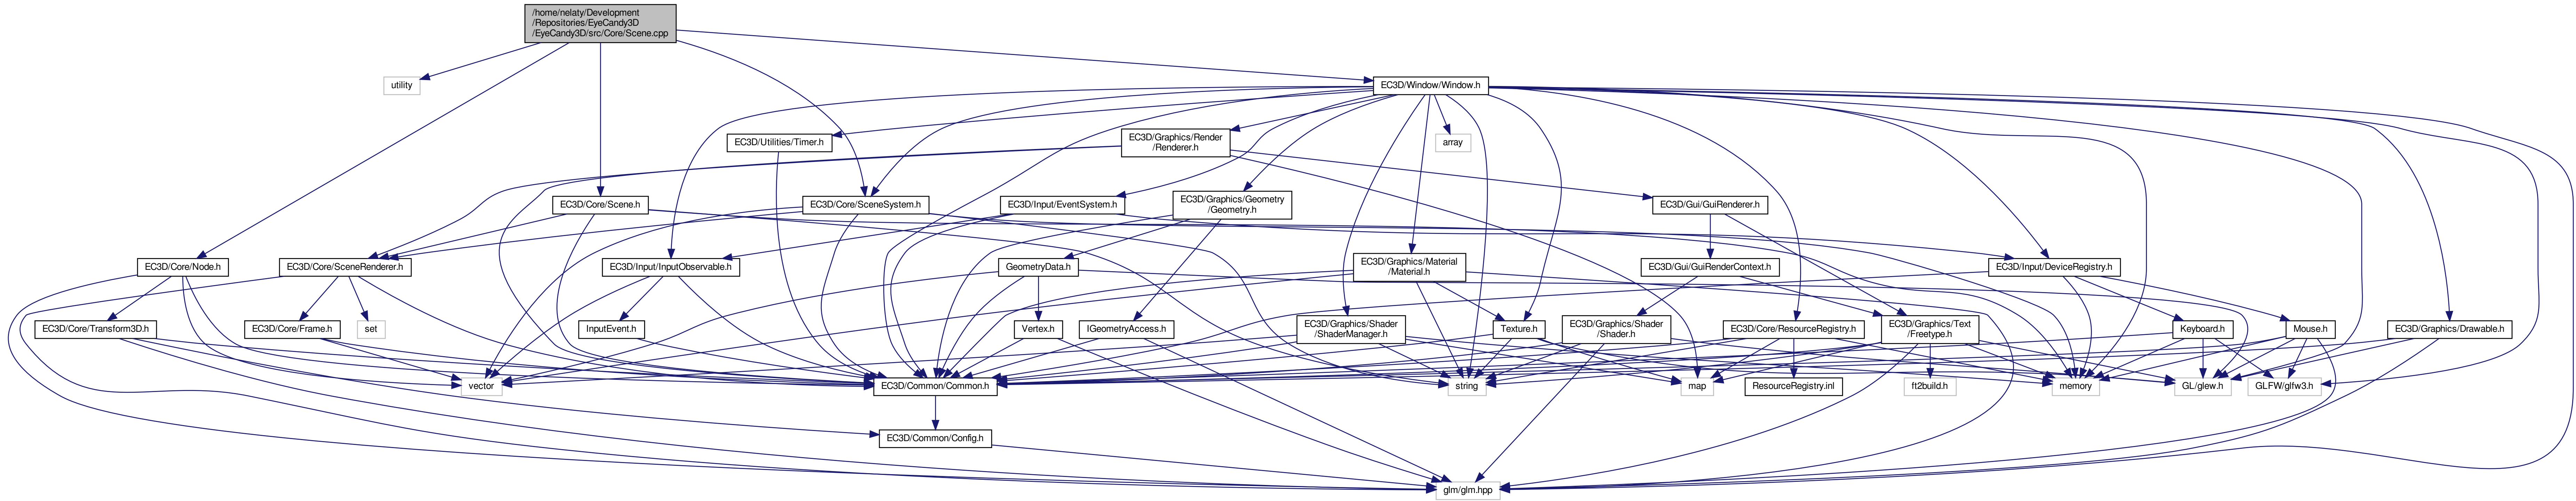 /home/nelaty/Development
/Repositories/EyeCandy3D
/EyeCandy3D/src/Core/Scene.cpp
utility
EC3D/Window/Window.h
EC3D/Utilities/Timer.h
EC3D/Graphics/Render
/Renderer.h
array
EC3D/Core/Scene.h
EC3D/Core/SceneSystem.h
EC3D/Input/EventSystem.h
EC3D/Graphics/Geometry
/Geometry.h
EC3D/Gui/GuiRenderer.h
EC3D/Core/Node.h
EC3D/Core/SceneRenderer.h
EC3D/Input/InputObservable.h
GeometryData.h
EC3D/Graphics/Material
/Material.h
EC3D/Gui/GuiRenderContext.h
EC3D/Input/DeviceRegistry.h
EC3D/Core/Transform3D.h
EC3D/Core/Frame.h
set
InputEvent.h
Vertex.h
IGeometryAccess.h
EC3D/Graphics/Shader
/ShaderManager.h
Texture.h
EC3D/Graphics/Shader
/Shader.h
EC3D/Core/ResourceRegistry.h
EC3D/Graphics/Text
/Freetype.h
Keyboard.h
Mouse.h
EC3D/Graphics/Drawable.h
vector
EC3D/Common/Common.h
string
map
ResourceRegistry.inl
ft2build.h
memory
GL/glew.h
GLFW/glfw3.h
EC3D/Common/Config.h
glm/glm.hpp